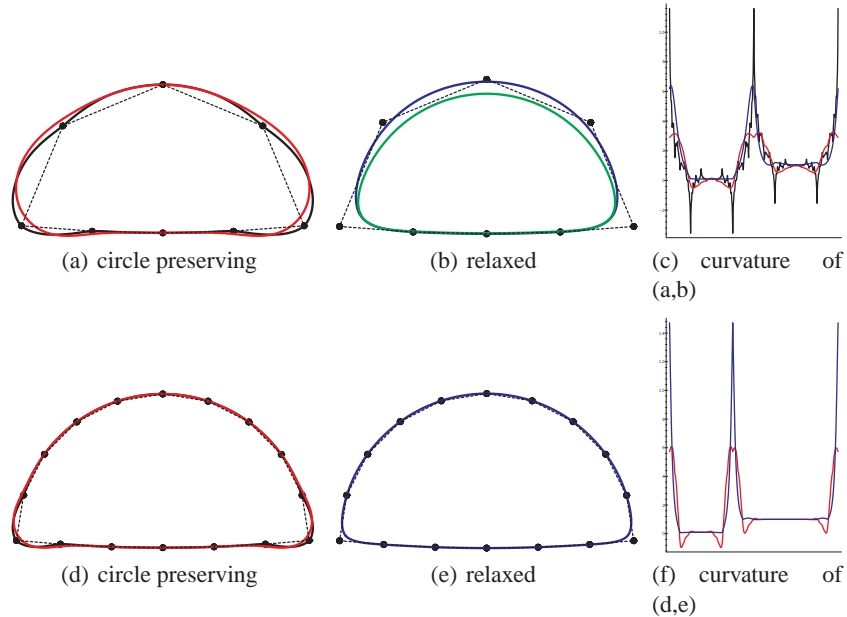 (a) circle preserving
(b) relaxed
(c) curvature of
(a,b)
(d) circle preserving
(e) relaxed
(f) curvature of
(d,e)